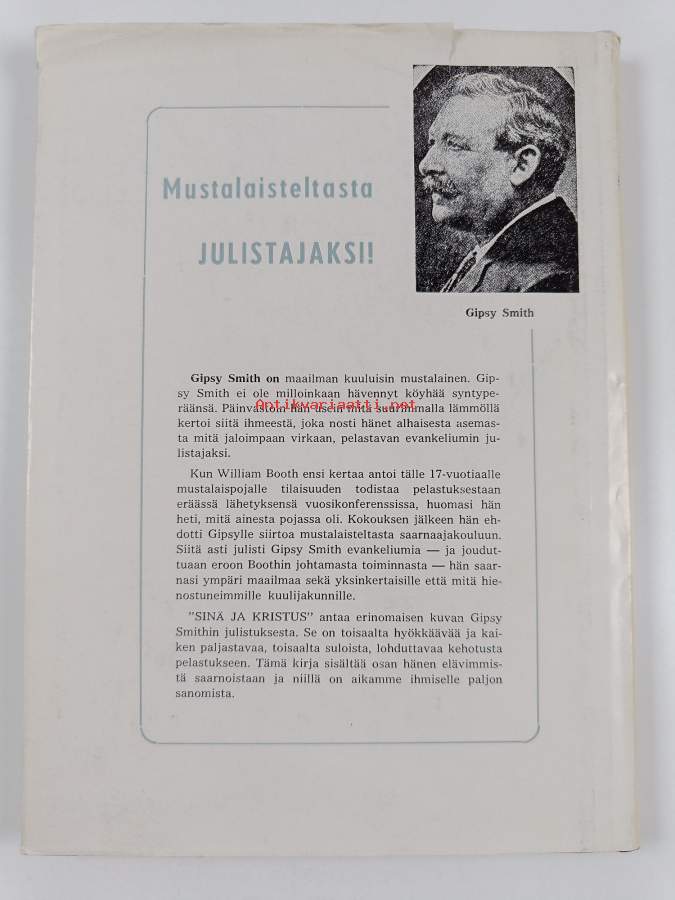 Mustalaisteltasta
JULISTAJAKSI!
Gipsy Smith
Gipsy Smith on maailman kuuluisin mustalainen. Gip-
sy Smith ei ole milloinkaan hävennyt köyhää syntype-
räänsä. Päinvastoin hän usein mitä suurimmalla lämmöllä
Antikvariaatti.net
kertoi siitä ihmeestä, joka nosti hänet alhaisesta asemas-
ta mitä jaloimpaan virkaan, pelastavan evankeliumin ju-
listajaksi.
Kun William Booth ensi kertaa antoi tälle 17-vuotiaalle
mustalaispojalle tilaisuuden todistaa pelastuksestaan
eräässä lähetyksensä vuosikonferenssissa, huomasi hän
heti, mitä ainesta pojassa oli. Kokouksen jälkeen hän eh-
dotti Gipsylle siirtoa mustalaisteltasta saarnaajakouluun.
Siitä asti julisti Gipsy Smith evankeliumia — ja joudut-
tuaan eroon Boothin johtamasta toiminnasta — hän saar-
nasi ympäri maailmaa sekä yksinkertaisille että mitä hie-
nostuneimmille kuulijakunnille.
"SINÄ JA KRISTUS" antaa erinomaisen kuvan Gipsy
Smithin julistuksesta. Se on toisaalta hyökkäävää ja kai-
ken paljastavaa, toisaalta suloista, lohduttavaa kehotusta
pelastukseen. Tämä kirja sisältää osan hänen elävimmis-
tä saarnoistaan ja niillä on aikamme ihmiselle paljon
sanomista.